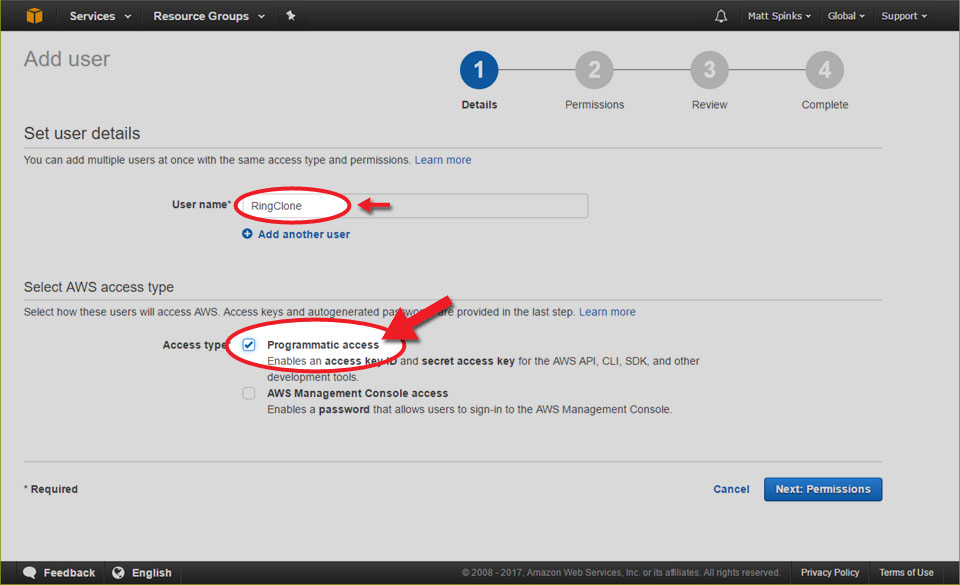 Services Resource Groups Matt Spinks Global Support
Add user
1 2 3 4
Details Permissions Review Complete
Set user details
You can add multiple users at once with the same access type and permissions. Learn more
User name* RingClone
Add another user
Select AWS access type
Select how these users will access AWS. Access keys and autogenerated are provided in the last step. Learn more
Access type Programmatic access
Enables an access key ID and secret access key for the AWS API, CLI, SDK, and other
development tools.
AWS Management Console access
Enables a password that allows users to sign-in to the AWS Management Console.
* Required Cancel Next: Permissions
Feedback English © 2008 - 2017, Amazon Web Services, Inc. or its affiliates. All rights reserved. Privacy Policy Terms of Use